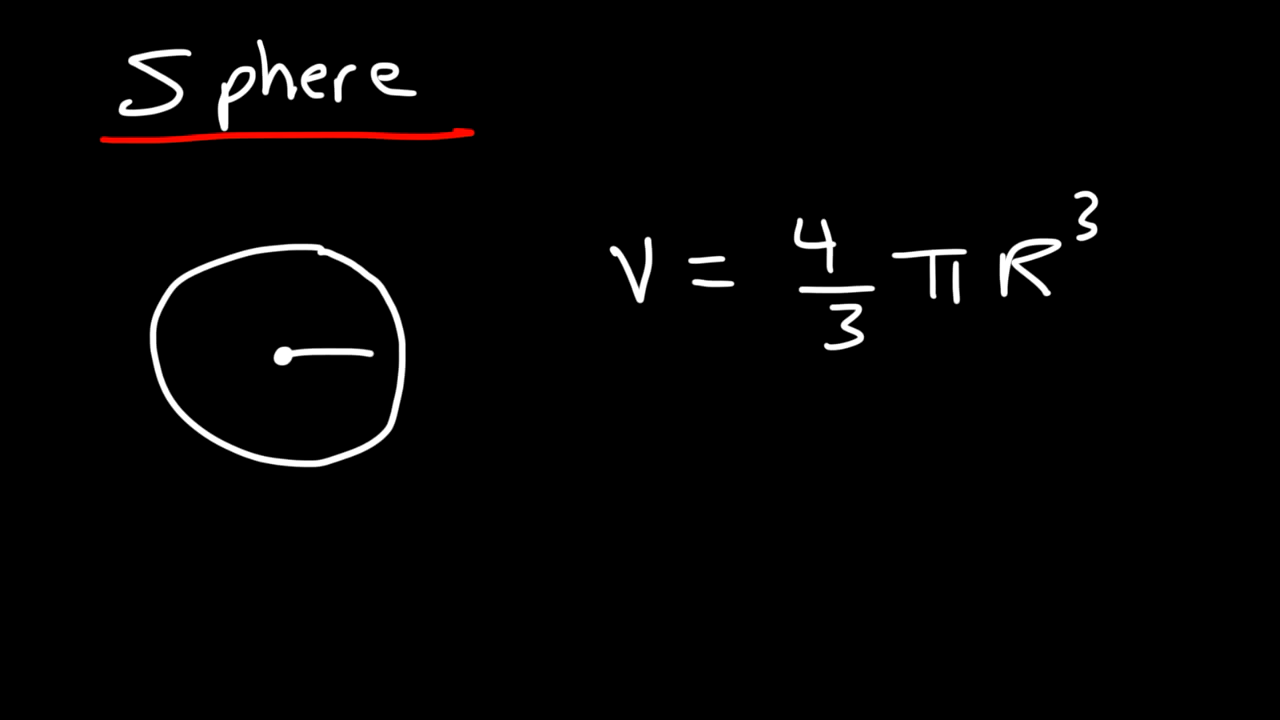 Sphere
V = 4/3 π R³